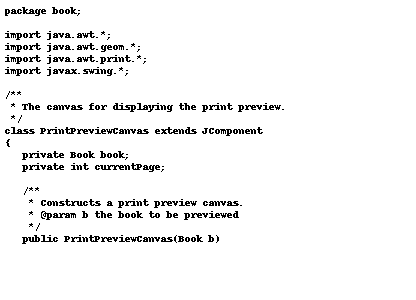 package book;

import java.awt.*;
import java.awt.geom.*;
import java.awt.print.*;
import javax.swing.*;

/**
 * The canvas for displaying the print preview.
 */
class PrintPreviewCanvas extends JComponent
{
   private Book book;
   private int currentPage;

   /**
    * Constructs a print preview canvas.
    * @param b the book to be previewed
    */
   public PrintPreviewCanvas(Book b)